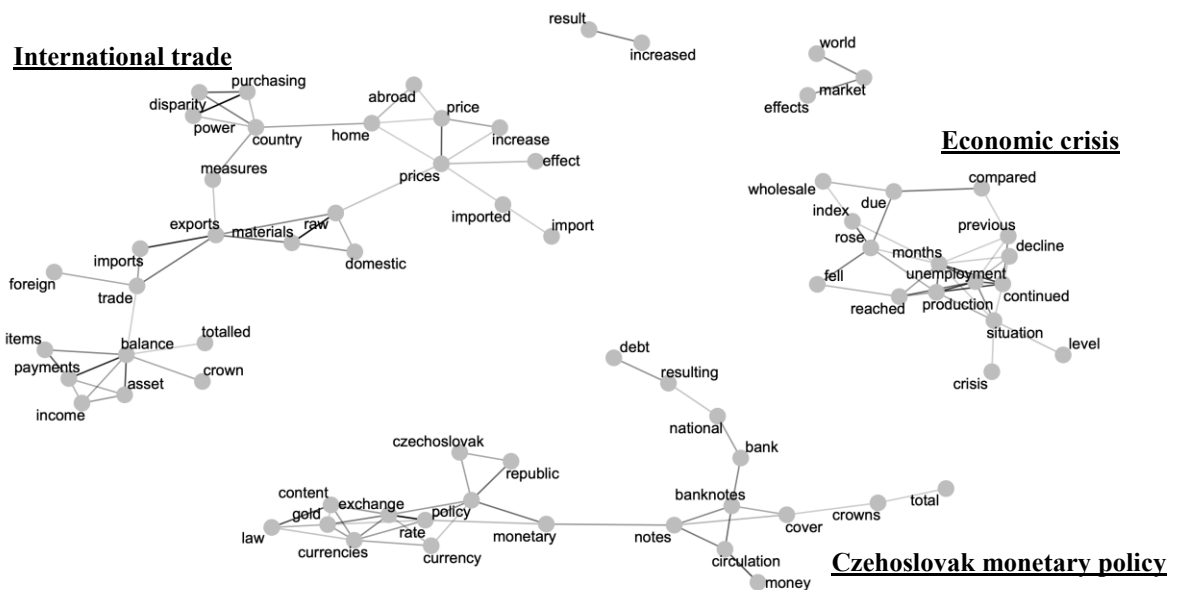 result
increased
International trade
world
market
effects
purchasing
disparity
power
country
abroad
price
home
increase
prices
effect
measures
imported
import
exports
materials
raw
domestic
imports
foreign
trade
Economic crisis
wholesale
compared
due
index
rose
previous
months
decline
fell
unemployment
continued
reached
production
situation
level
crisis
items
balance
totalled
payments
crown
asset
income
debt
resulting
national
bank
czechoslovak
republic
content
exchange
gold
policy
law
rate
currencies
currency
monetary
banknotes
notes
cover
crowns
total
circulation
money
Czehoslovak monetary policy